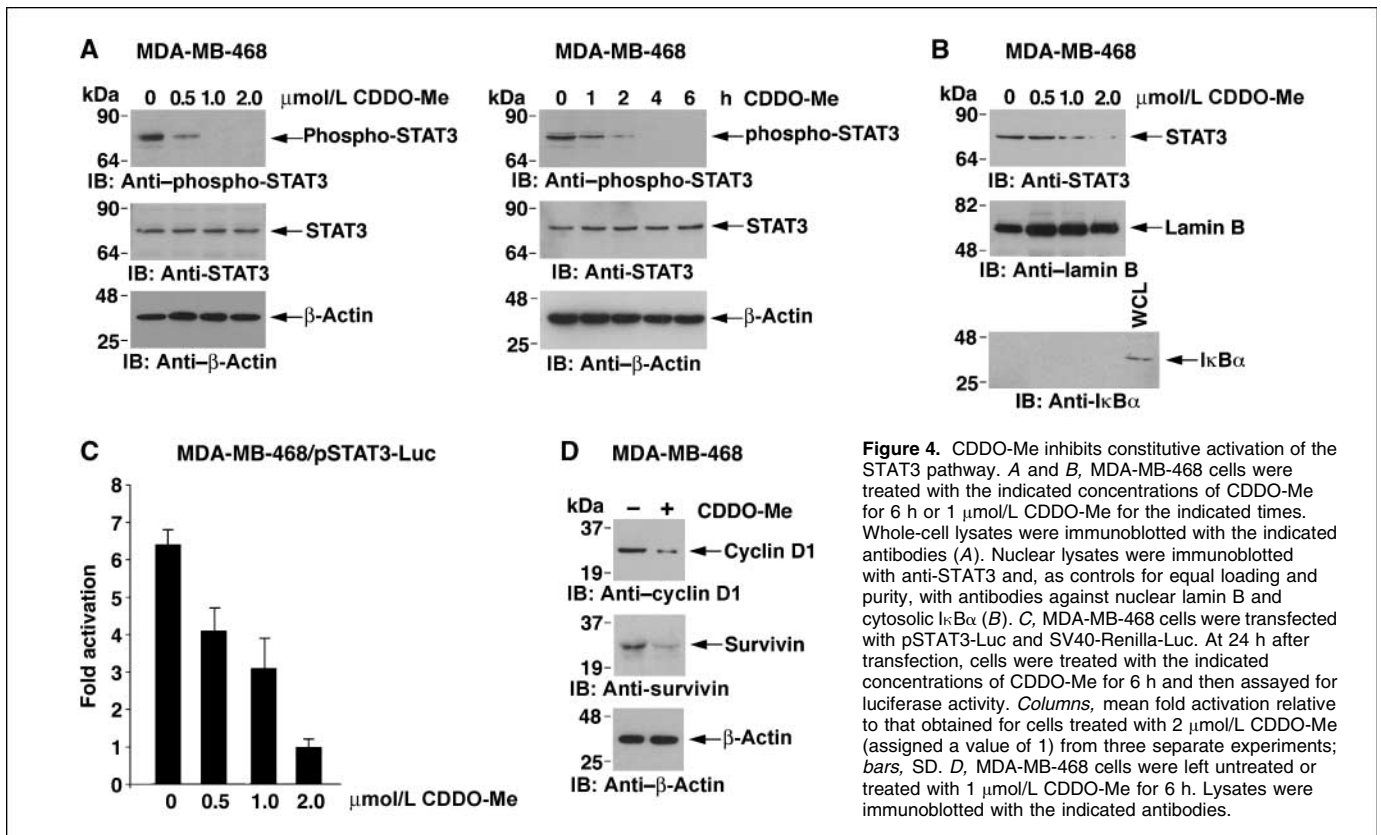 A MDA-MB-468
kDa 0 0.5 1.0 2.0 μmol/L CDDO-Me
90
Phospho-STAT3
64
IB: Anti–phospho-STAT3
90
STAT3
64
IB: Anti-STAT3
48
β-Actin
25
IB: Anti–β-Actin
MDA-MB-468
kDa 0 1 2 4 6 h CDDO-Me
90
phospho-STAT3
64
IB: Anti–phospho-STAT3
90
STAT3
64
IB: Anti-STAT3
48
β-Actin
25
IB: Anti–β-Actin
B MDA-MB-468
kDa 0 0.5 1.0 2.0 μmol/L CDDO-Me
90
STAT3
64
IB: Anti-STAT3
82
Lamin B
48
IB: Anti–lamin B
WCL
48
IκBα
25
IB: Anti-IκBα
C MDA-MB-468/pSTAT3-Luc
Fold activation
8
7
6
5
4
3
2
1
0
0 0.5 1.0 2.0 μmol/L CDDO-Me
D MDA-MB-468
kDa – + CDDO-Me
37
Cyclin D1
19
IB: Anti–cyclin D1
37
Survivin
19
IB: Anti-survivin
48
β-Actin
25
IB: Anti–β-Actin
Figure 4. CDDO-Me inhibits constitutive activation of the
STAT3 pathway. A and B, MDA-MB-468 cells were
treated with the indicated concentrations of CDDO-Me
for 6 h or 1 μmol/L CDDO-Me for the indicated times.
Whole-cell lysates were immunoblotted with the indicated
antibodies (A). Nuclear lysates were immunoblotted
with anti-STAT3 and, as controls for equal loading and
purity, with antibodies against nuclear lamin B and
cytosolic IκBα (B). C, MDA-MB-468 cells were transfected
with pSTAT3-Luc and SV40-Renilla-Luc. At 24 h after
transfection, cells were treated with the indicated
concentrations of CDDO-Me for 6 h and then assayed for
luciferase activity. Columns, mean fold activation relative
to that obtained for cells treated with 2 μmol/L CDDO-Me
(assigned a value of 1) from three separate experiments;
bars, SD. D, MDA-MB-468 cells were left untreated or
treated with 1 μmol/L CDDO-Me for 6 h. Lysates were
immunoblotted with the indicated antibodies.